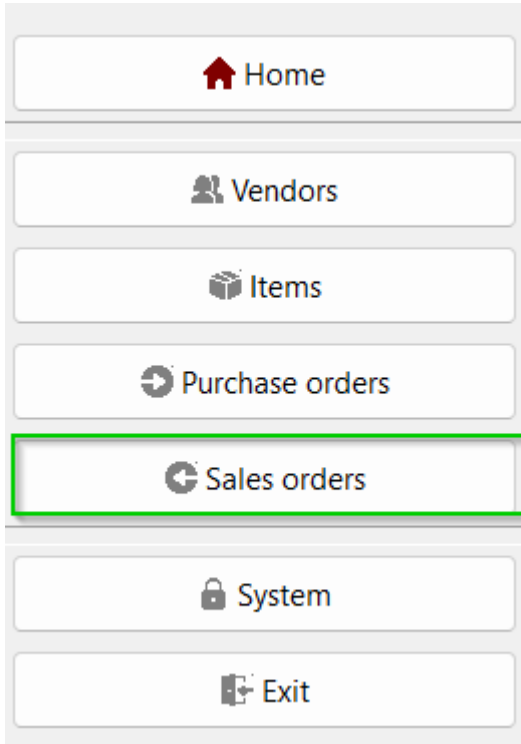 Home
Vendors
Items
Purchase orders
Sales orders
System
Exit